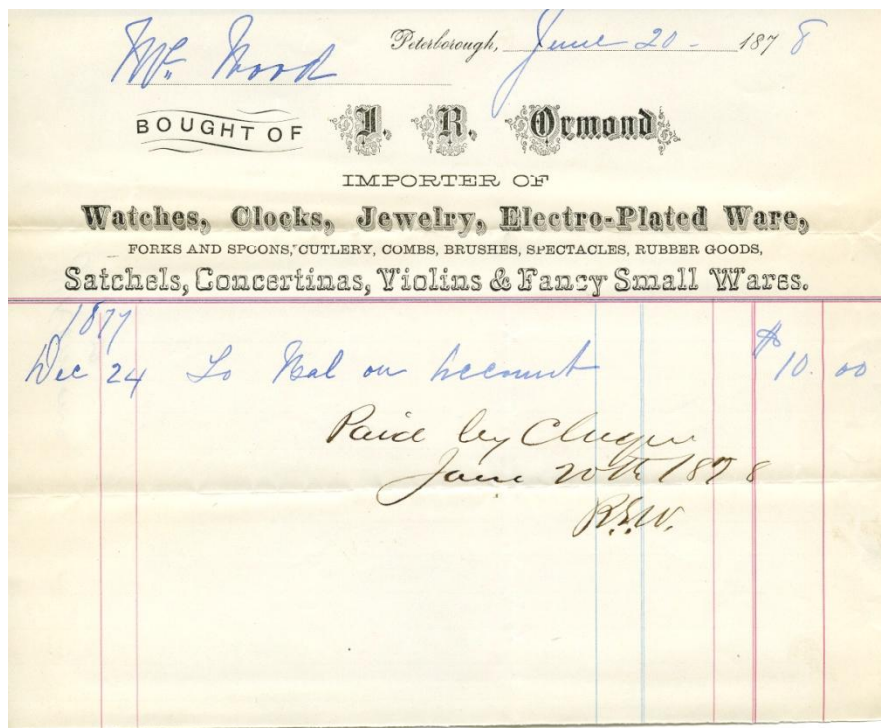 Peterborough, June 20 - 1878
Mr. Wood
BOUGHT OF J. R. Ormond
IMPORTER OF
Watches, Clocks, Jewelry, Electro-Plated Ware,
FORKS AND SPOONS, CUTLERY, COMBS, BRUSHES, SPECTACLES, RUBBER GOODS,
Satchels, Concertinas, Violins & Fancy Small Wares.
1877
Dec 24 To Bal on Account $10.00
Paid by
June 20th 1878